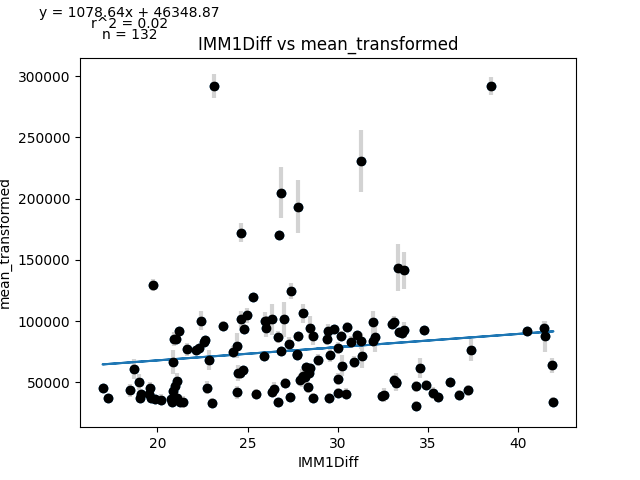 y = 1078.64x + 46348.87
r^2 = 0.02
n = 132
IMM1Diff vs mean_transformed
300000
250000
200000
150000
100000
50000
mean_transformed
20 25 30 35 40
IMM1Diff